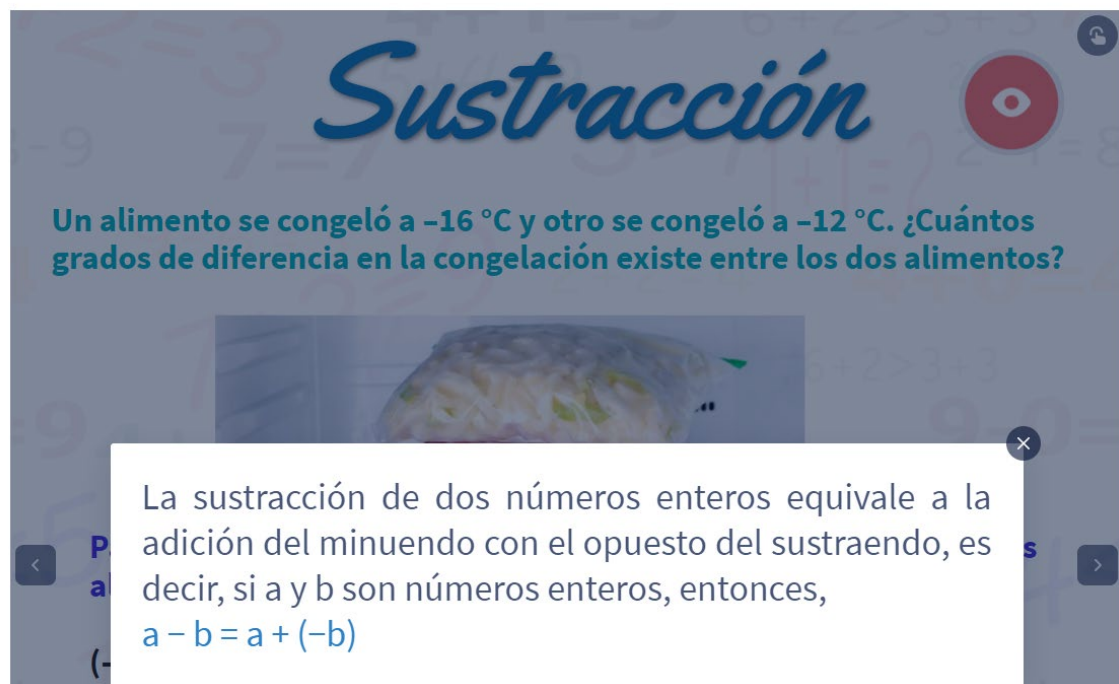 Sustracción
Un alimento se congeló a –16 °C y otro se congeló a –12 °C. ¿Cuántos
grados de diferencia en la congelación existe entre los dos alimentos?
La sustracción de dos números enteros equivale a la
adición del minuendo con el opuesto del sustraendo, es
decir, si a y b son números enteros, entonces,
a − b = a + (−b)